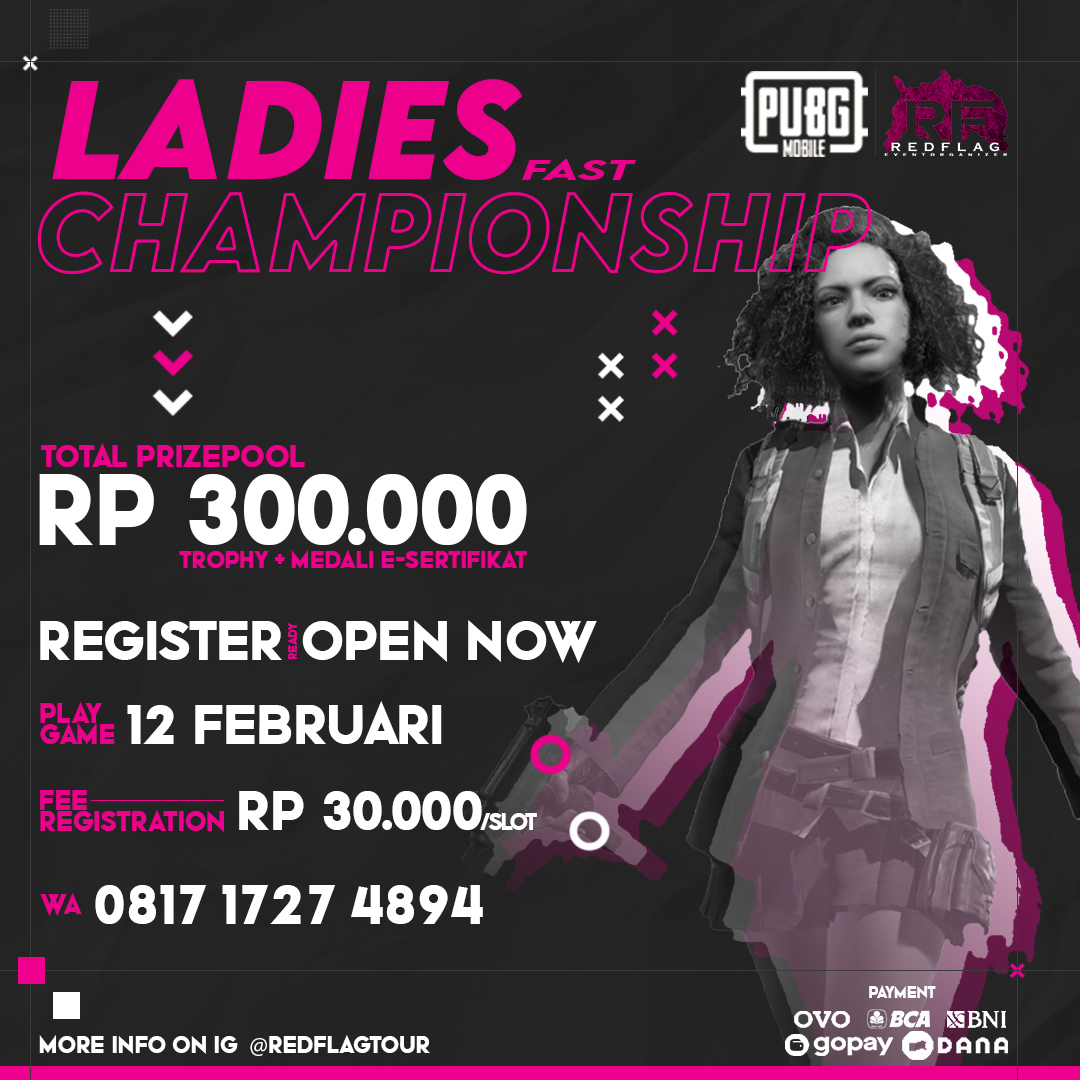 LADIES
FAST
CHAMPIONSHIP
PUBG
MOBILE
RF
REDFLAG
EVENTORGANIZER
TOTAL PRIZEPOOL
RP 300.000
TROPHY + MEDALI E-SERTIFIKAT
REGISTER READY OPEN NOW
PLAY
GAME 12 FEBRUARI
FEE
REGISTRATION RP 30.000/SLOT
WA 0817 1727 4894
PAYMENT
OVO BCA BNI
gopay DANA
MORE INFO ON IG @REDFLAGTOUR